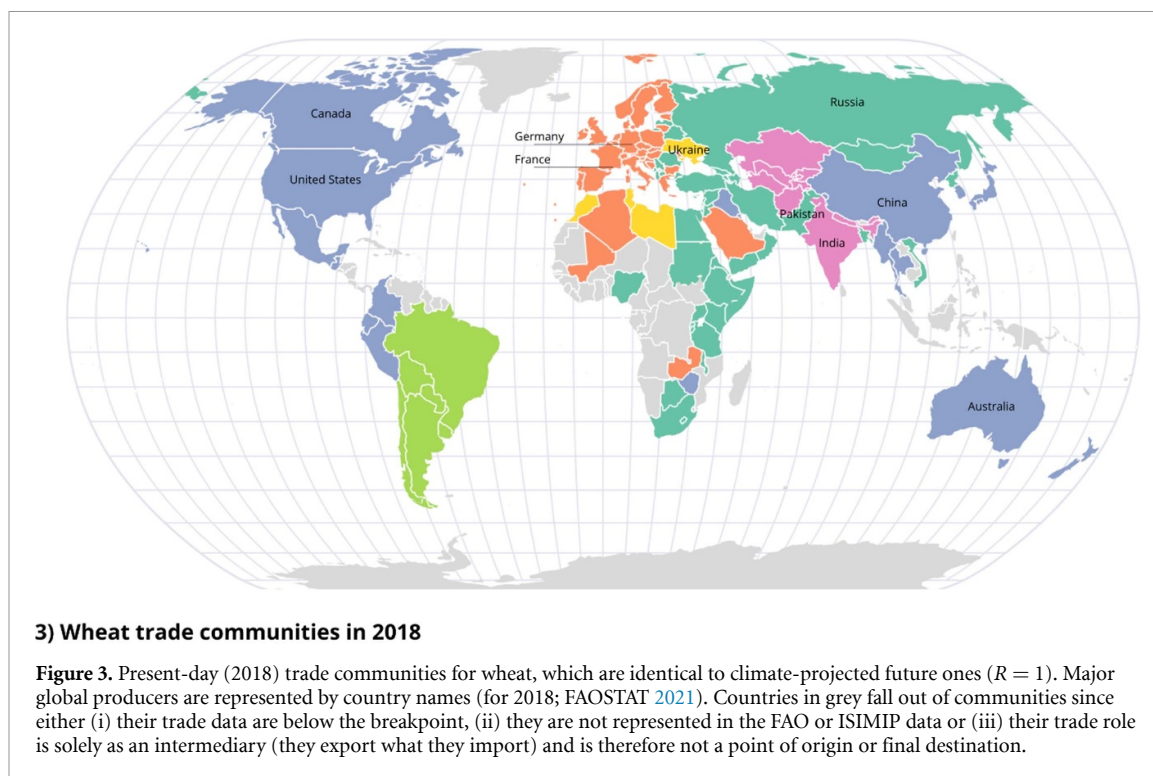 Canada
Russia
Germany
Ukraine
France
United States
China
Pakistan
India
Australia
3) Wheat trade communities in 2018
Figure 3. Present-day (2018) trade communities for wheat, which are identical to climate-projected future ones (R = 1). Major
global producers are represented by country names (for 2018; FAOSTAT 2021). Countries in grey fall out of communities since
either (i) their trade data are below the breakpoint, (ii) they are not represented in the FAO or ISIMIP data or (iii) their trade role
is solely as an intermediary (they export what they import) and is therefore not a point of origin or final destination.